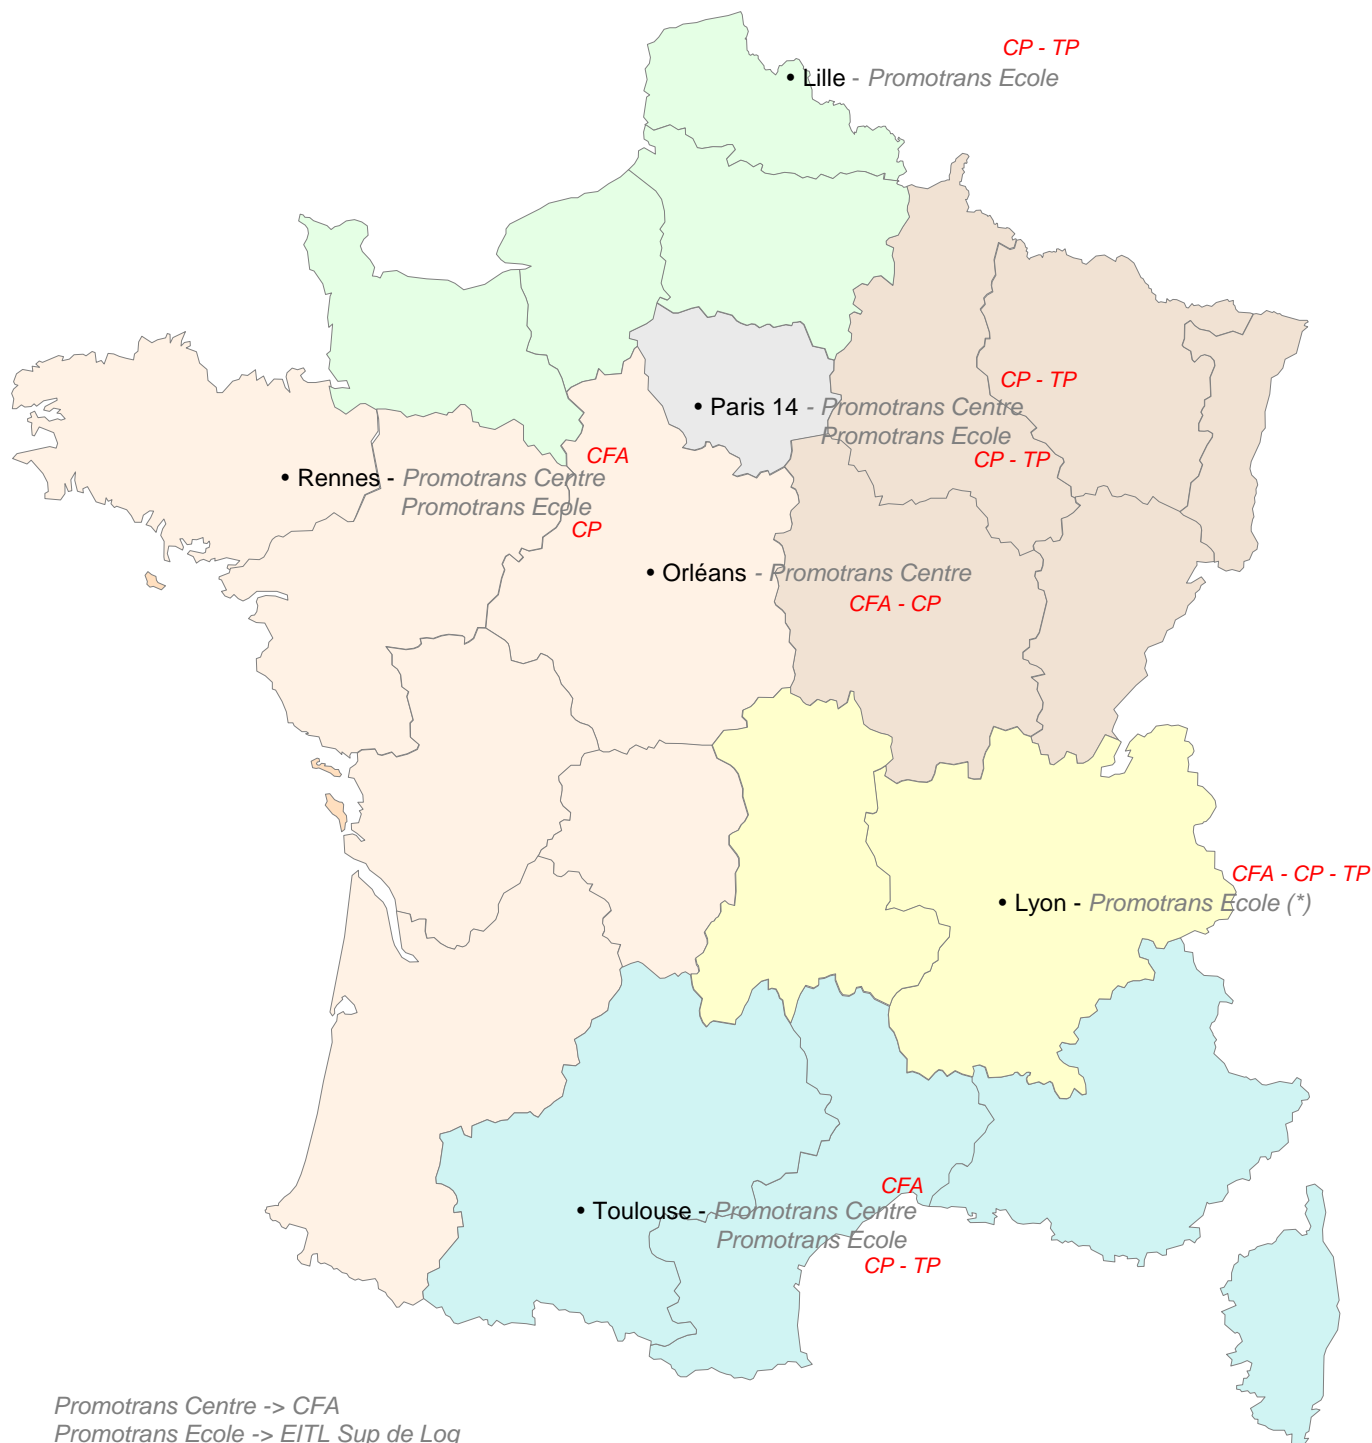 CP - TP
• Lille - Promotrans Ecole
CP - TP
• Paris 14 - Promotrans Centre
Promotrans Ecole
CP - TP
CFA
• Rennes - Promotrans Centre
Promotrans Ecole
CP
• Orléans - Promotrans Centre
CFA - CP
CFA - CP - TP
• Lyon - Promotrans Ecole (*)
CFA
• Toulouse - Promotrans Centre
Promotrans Ecole
CP - TP
Promotrans Centre -> CFA
Promotrans Ecole -> EITL Sup de Log